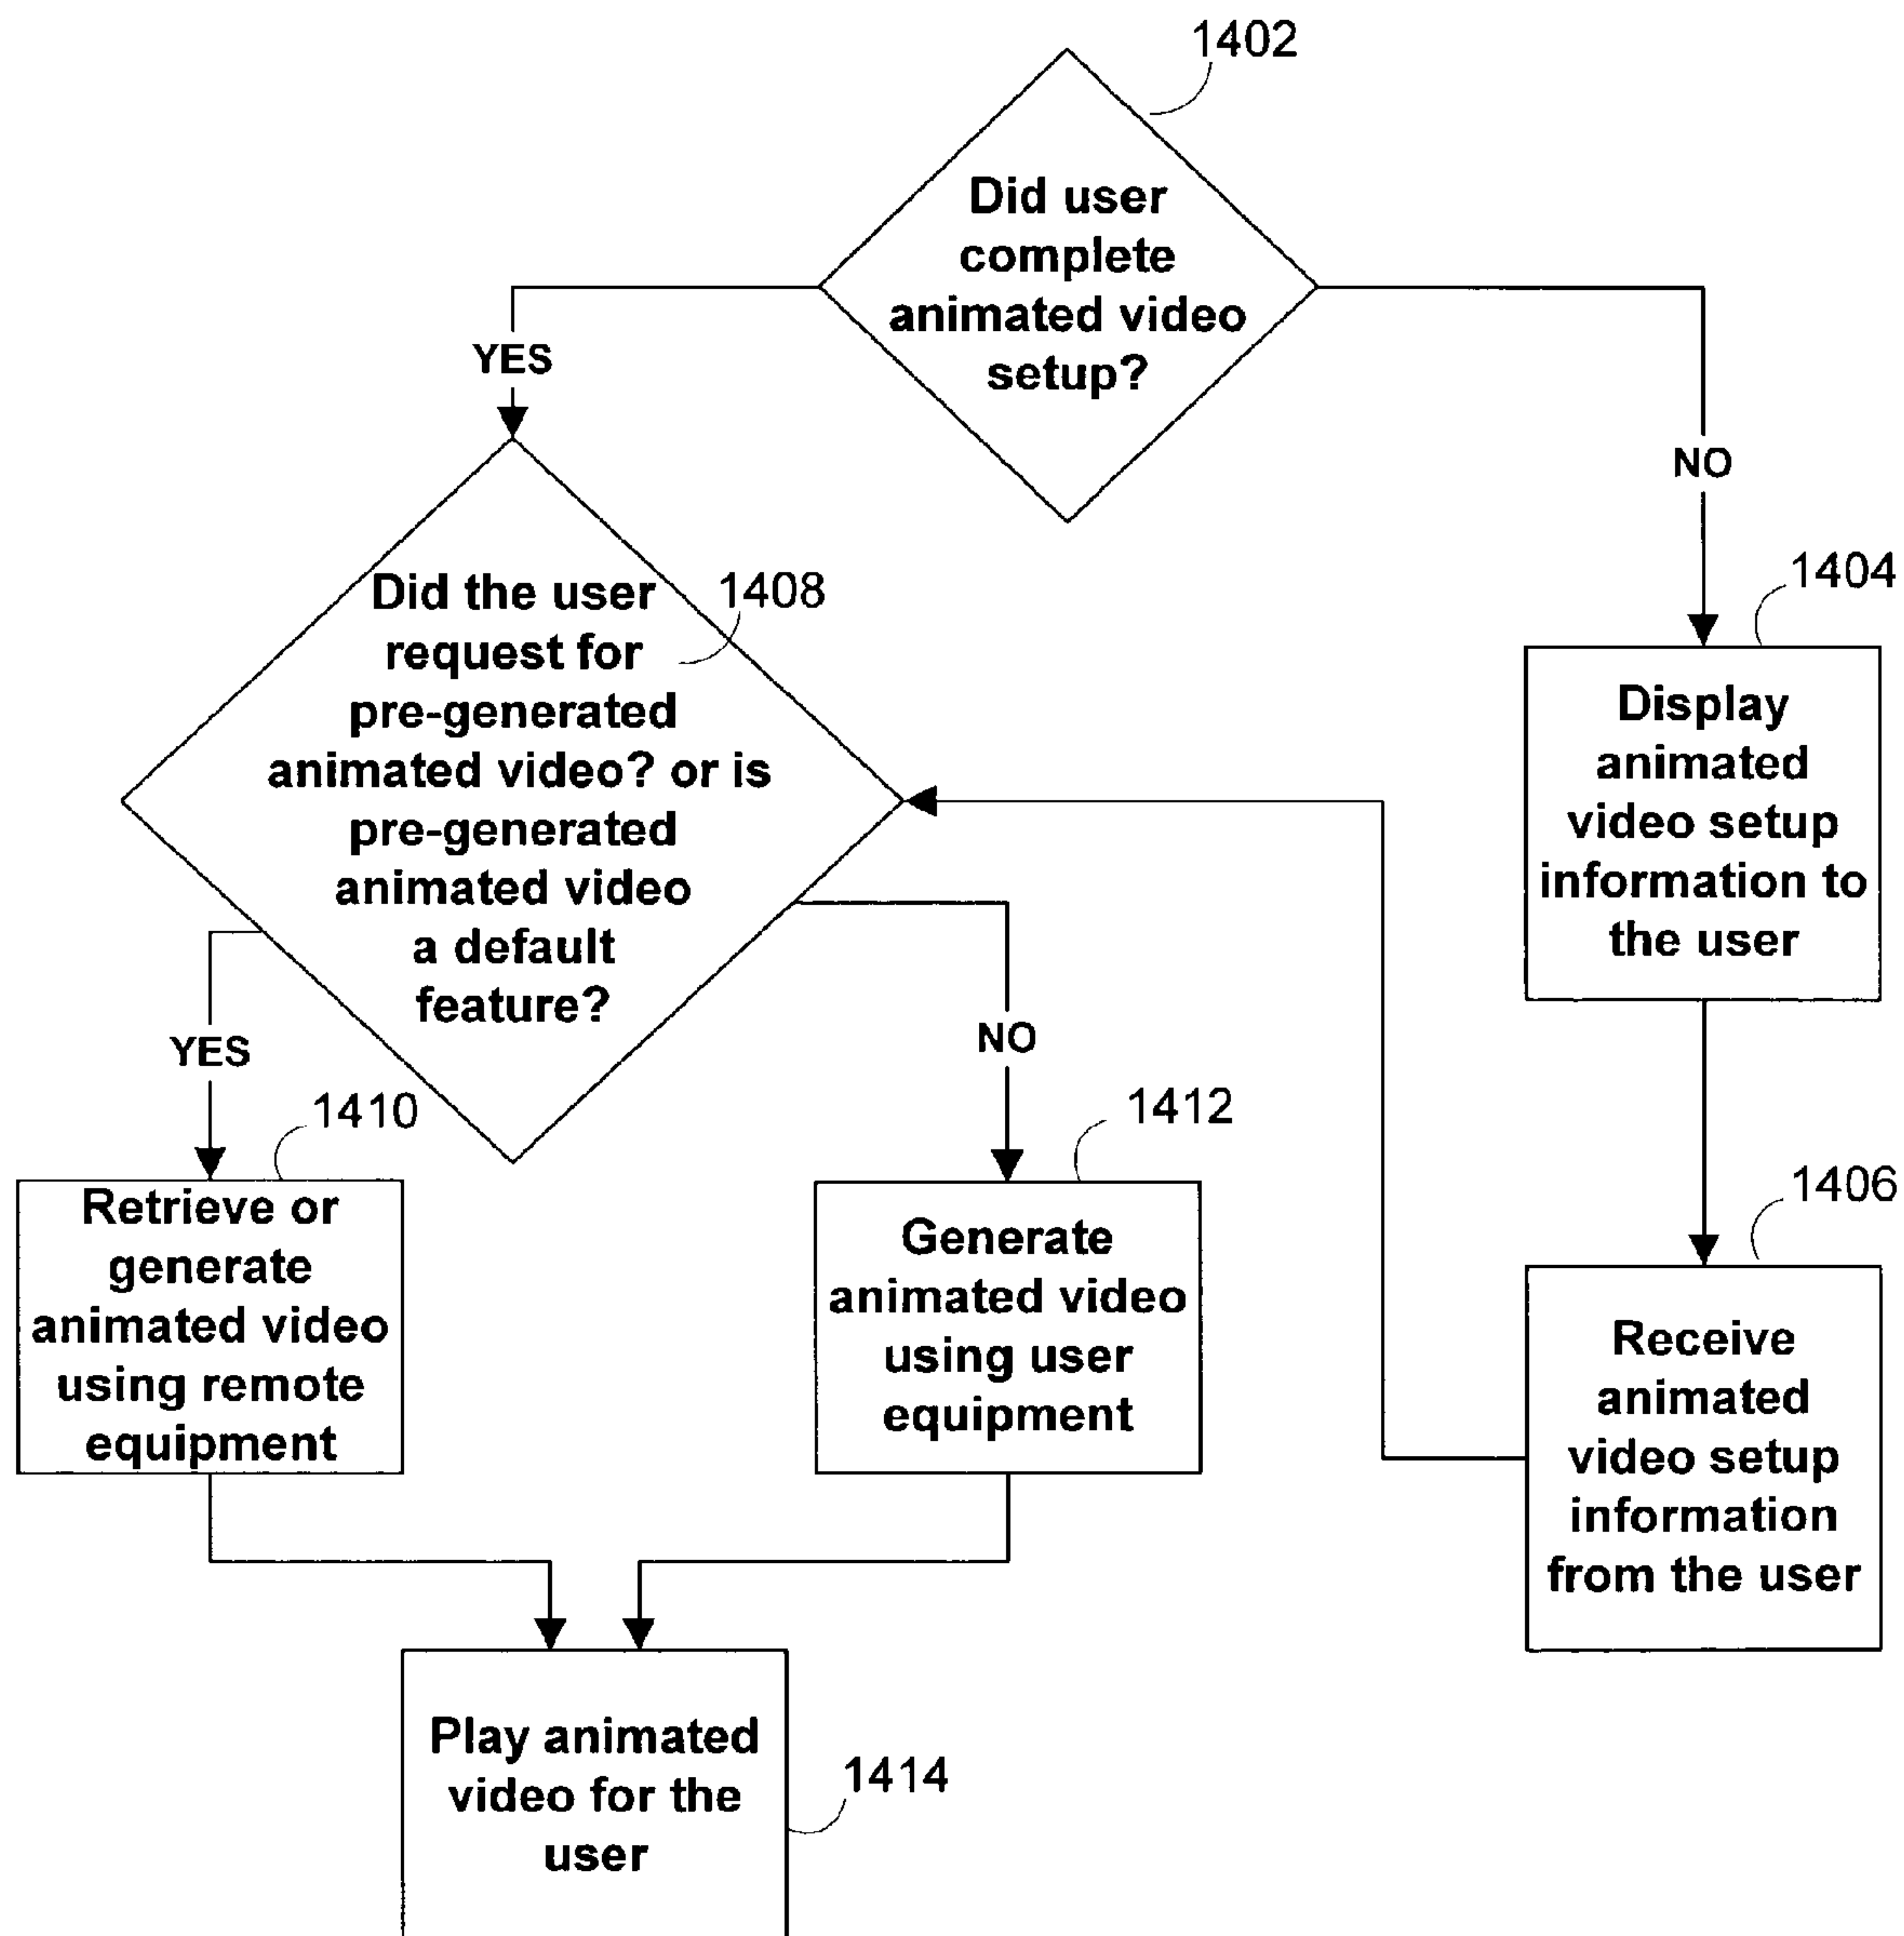 1402
Did user
complete
animated video
setup?
YES
NO
1408
Did the user
request for
pre-generated
animated video? or is
pre-generated
animated video
a default
feature?
1404
Display
animated
video setup
information to
the user
YES
NO
1410
Retrieve or
generate
animated video
using remote
equipment
1412
Generate
animated video
using user
equipment
1406
Receive
animated
video setup
information
from the user
Play animated
video for the
user
1414